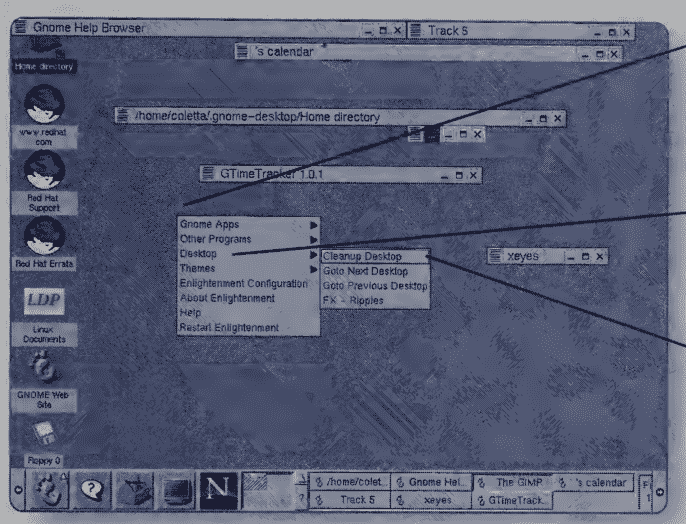 Gnome Help Browser
Track 5
's calendar
Home directory
/home/coletta/.gnome-desktop/Home directory
www.redhat
com
GTimeTracker 1.0.1
Red Hat
Support
Gnome Apps
Other Programs
Desktop
Themes
Enlightenment Configuration
About Enlightenment
Help
Restart Enlightenment
Cleanup Desktop
Goto Next Desktop
Goto Previous Desktop
FX - Ripples
xeyes
Red Hat Errata
LDP
Linux
Documents
GNOME Web
Site
Floppy 0
N
/home/colet
Gnome Hel..
The GIMP
's calendar
Track 5
xeyes
GTimeTrack..